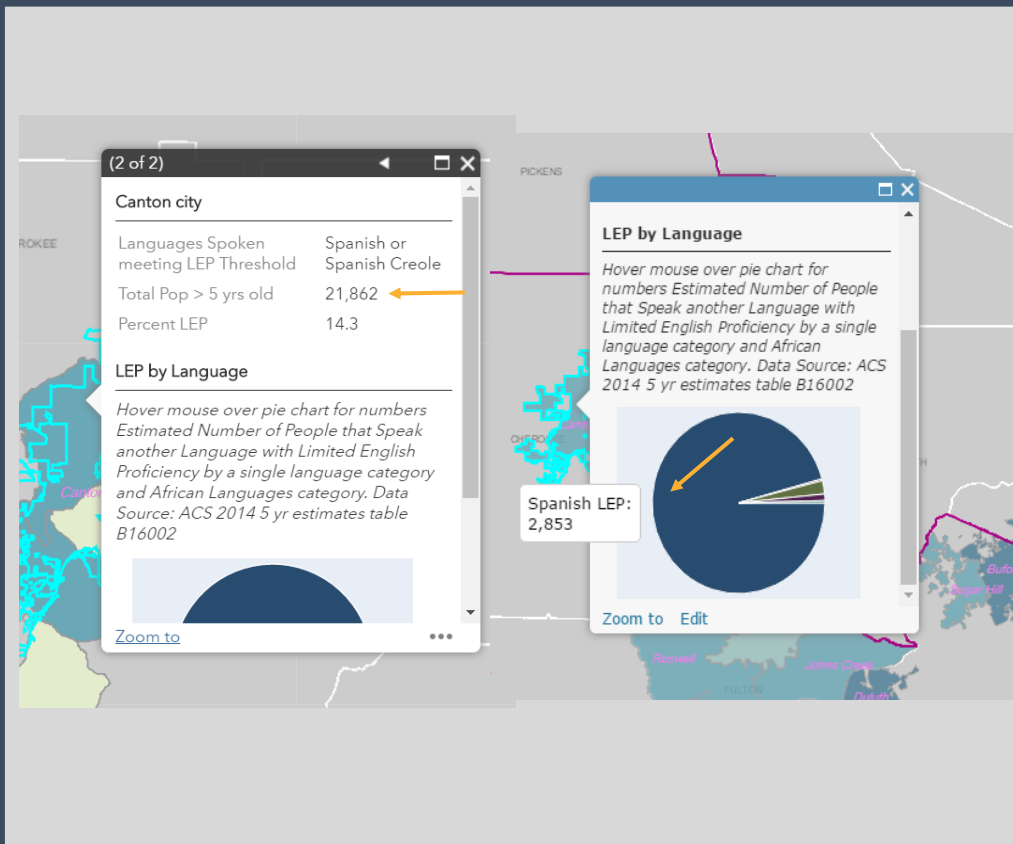 (2 of 2)
Canton city
Languages Spoken
meeting LEP Threshold
Spanish or
Spanish Creole
Total Pop > 5 yrs old
21,862
Percent LEP
14.3
LEP by Language
Hover mouse over pie chart for numbers
Estimated Number of People that Speak
another Language with Limited English
Proficiency by a single language category
and African Languages category. Data
Source: ACS 2014 5 yr estimates table
B16002
Zoom to
ROKEE
PICKENS
LEP by Language
Hover mouse over pie chart for
numbers Estimated Number of People
that Speak another Language with
Limited English Proficiency by a single
language category and African
Languages category. Data Source: ACS
2014 5 yr estimates table B16002
Spanish LEP:
2,853
Zoom to Edit
Roswell
Johns Creek
FULTON
Duluth
Sugar Hill
Bufo